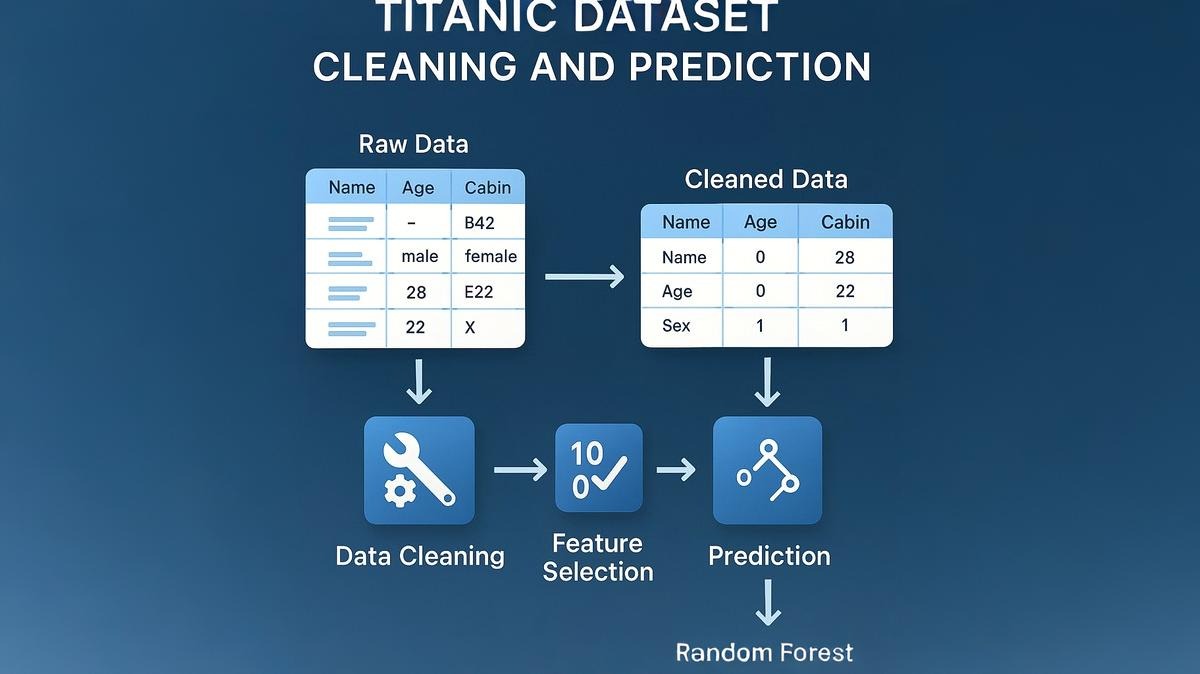 TITANIC DATASET
CLEANING AND PREDICTION
Raw Data
Name Age Cabin
– B42
male female
28 E22
22 X
Cleaned Data
Name Age Cabin
Name 0 28
Age 0 22
Sex 1 1
10
0
Data Cleaning
Feature
Selection
Prediction
Random Forest